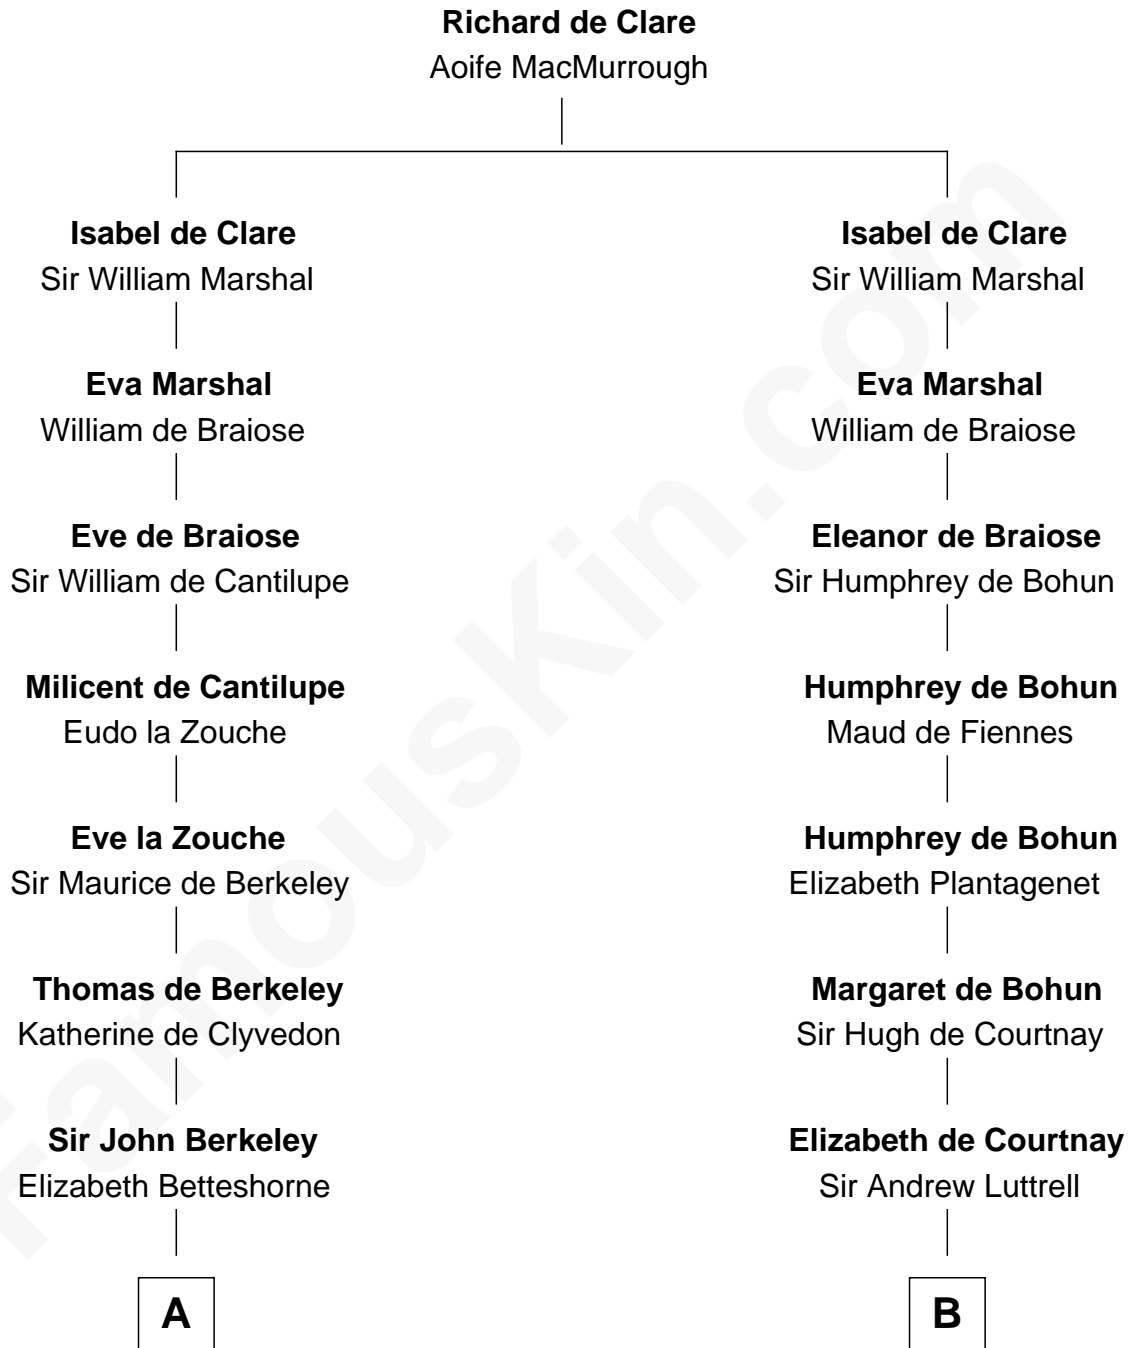 Richard de Clare
Aoife MacMurrough
Isabel de Clare
Sir William Marshal
Isabel de Clare
Sir William Marshal
Eva Marshal
William de Braiose
Eva Marshal
William de Braiose
Eve de Braiose
Sir William de Cantilupe
Eleanor de Braiose
Sir Humphrey de Bohun
Milicent de Cantilupe
Eudo la Zouche
Humphrey de Bohun
Maud de Fiennes
Eve la Zouche
Sir Maurice de Berkeley
Humphrey de Bohun
Elizabeth Plantagenet
Thomas de Berkeley
Katherine de Clyvedon
Margaret de Bohun
Sir Hugh de Courtnay
Sir John Berkeley
Elizabeth Betteshorne
Elizabeth de Courtnay
Sir Andrew Luttrell
A
B
FamousKin.com